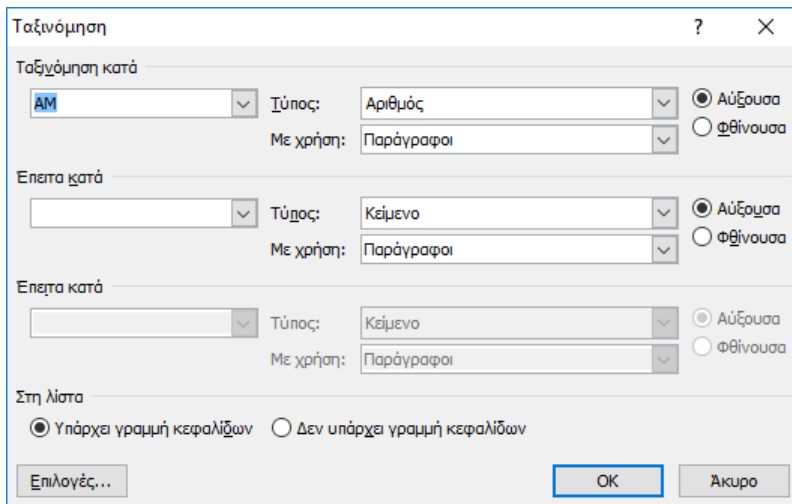 Ταξινόμηση ?
Ταξινόμηση κατά
ΑΜ Τύπος: Αριθμός Αύξουσα
Με χρήση: Παράγραφοι Φθίνουσα
Έπειτα κατά
Τύπος: Κείμενο Αύξουσα
Με χρήση: Παράγραφοι Φθίνουσα
Έπειτα κατά
Τύπος: Κείμενο Αύξουσα
Με χρήση: Παράγραφοι Φθίνουσα
Στη λίστα
Υπάρχει γραμμή κεφαλίδων Δεν υπάρχει γραμμή κεφαλίδων
Επιλογές... OK Άκυρο